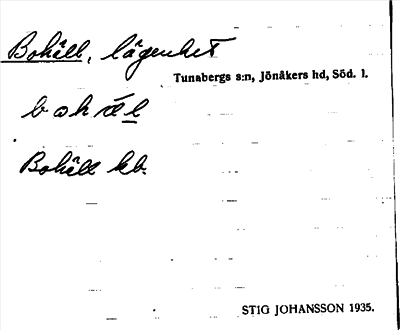 Bohäll, lägenhet
Tunabergs s:n, Jönåkers hd, Söd. l.
Bohäll kb.
STIG JOHANSSON 1935.